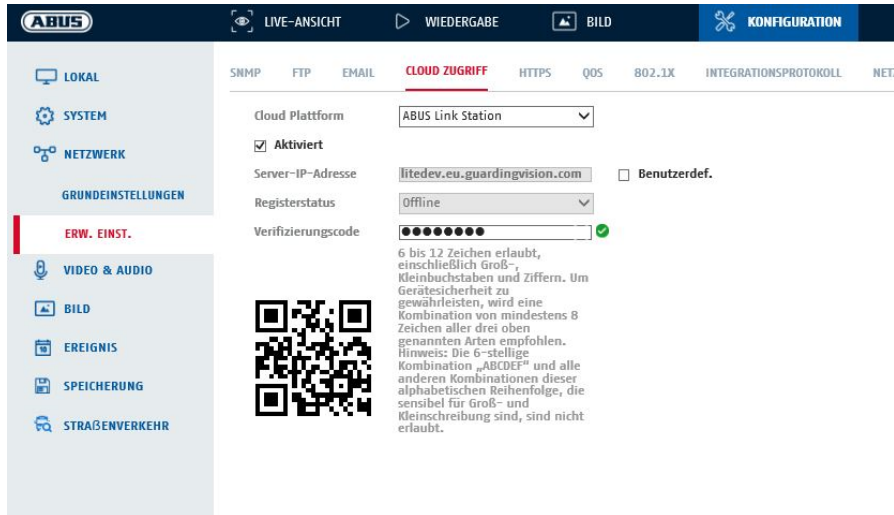 ABUS
LIVE-ANSICHT
WIEDERGABE
BILD
KONFIGURATION
LOKAL
SYSTEM
NETZWERK
GRUNDEINSTELLUNGEN
ERW. EINST.
VIDEO & AUDIO
BILD
EREIGNIS
SPEICHERUNG
STRAßENVERKEHR
SNMP FTP EMAIL CLOUD ZUGRIFF HTTPS QOS 802.1X INTEGRATIONSPROTOKOLL NET
Cloud Plattform ABUS Link Station
Aktiviert
Server-IP-Adresse litedev.eu.guardingvision.com Benutzerdef.
Registerstatus Offline
Verifizierungscode ●●●●●●●●
6 bis 12 Zeichen erlaubt,
einschließlich Groß-,
Kleinbuchstaben und Ziffern. Um
Gerätesicherheit zu
gewährleisten, wird eine
Kombination von mindestens 8
Zeichen aller drei oben
genannten Arten empfohlen.
Hinweis: Die 6-stellige
Kombination „ABCDEF" und alle
anderen Kombinationen dieser
alphabetischen Reihenfolge, die
sensibel für Groß- und
Kleinschreibung sind, sind nicht
erlaubt.